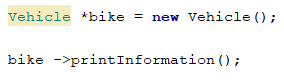 Vehicle *bike = new Vehicle();
bike ->printInformation();